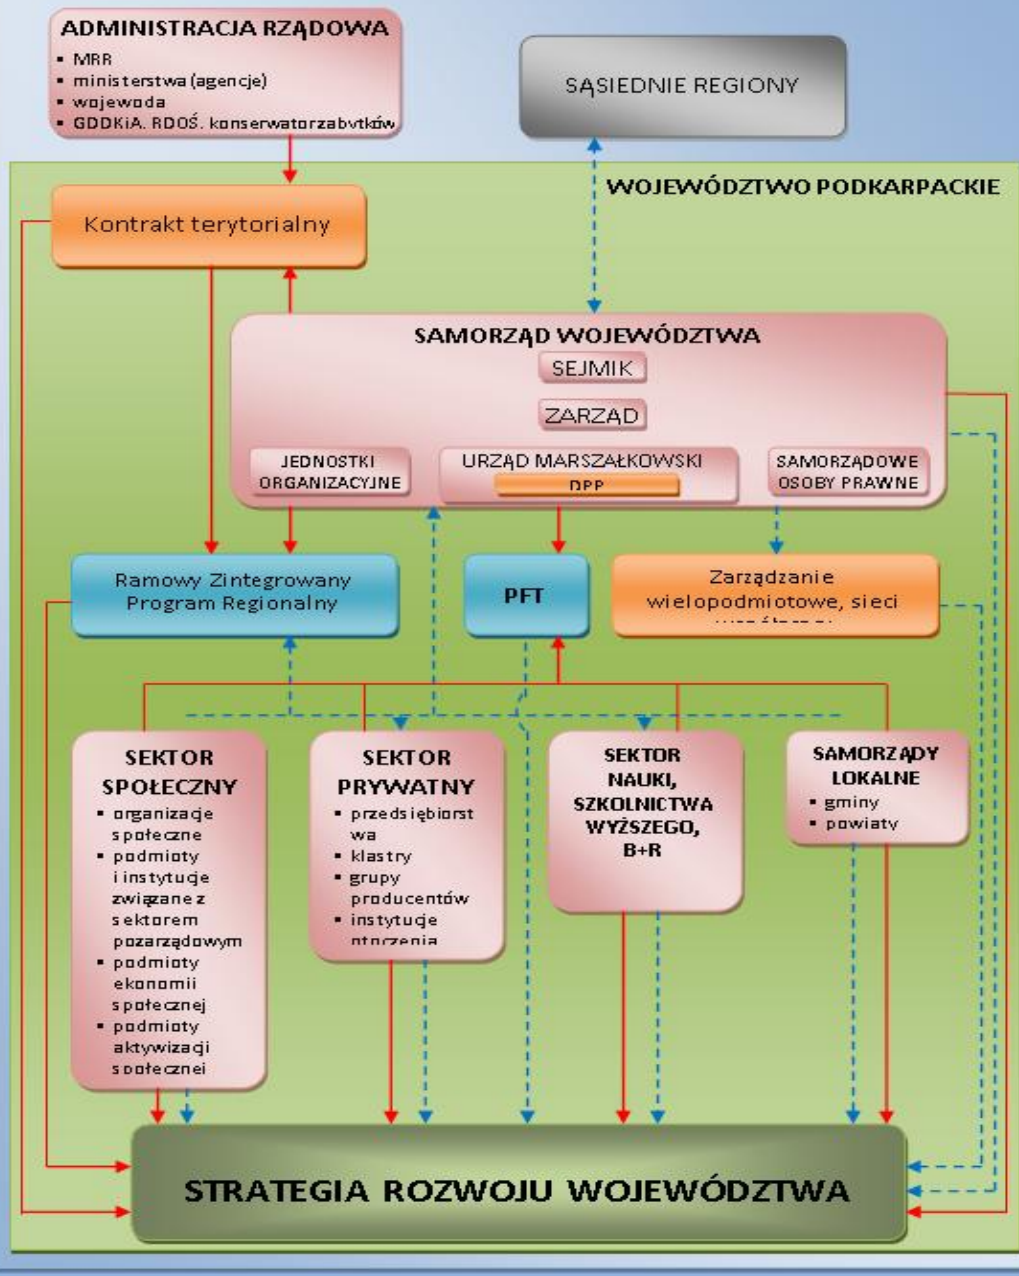 ADMINISTRACJA RZĄDOWA
▪ MRR
▪ ministerstwa (agencje)
▪ wojewoda
▪ GDDKiA, RDOŚ, konserwator zabytków
SĄSIEDNIE REGIONY
WOJEWÓDZTWO PODKARPACKIE
Kontrakt terytorialny
SAMORZĄD WOJEWÓDZTWA
SEJMIK
ZARZĄD
JEDNOSTKI
ORGANIZACYJNE
URZĄD MARSZAŁKOWSKI
SAMORZĄDOWE
OSOBY PRAWNE
Ramowy Zintegrowany
Program Regionalny
PFT
Zarządzanie
wielopodmiotowe, sieci
SEKTOR
SPOŁECZNY
▪ organizacje
społeczne
▪ podmioty
i instytucje
związane z
sektorem
pozarządowym
▪ podmioty
ekonomii
społecznej
▪ podmioty
aktywizacji
społecznej
SEKTOR
PRYWATNY
▪ przedsiębiorst
wa
▪ klastry
▪ grupy
producentów
▪ instytucje
otoczenia
SEKTOR
NAUKI,
SZKOLNICTWA
WYŻSZEGO,
B+R
SAMORZĄDY
LOKALNE
▪ gminy
▪ powiaty
STRATEGIA ROZWOJU WOJEWÓDZTWA